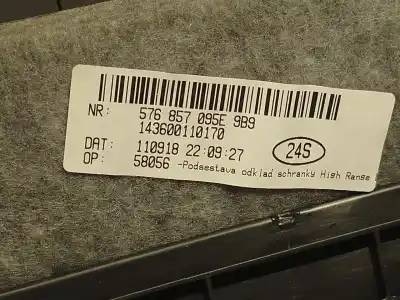 NR: 576 857 095E 9B9
143600110170
DAT: 110918 22:09:27
OP: 58056 -Podsestava odklad schranky High Range
24S